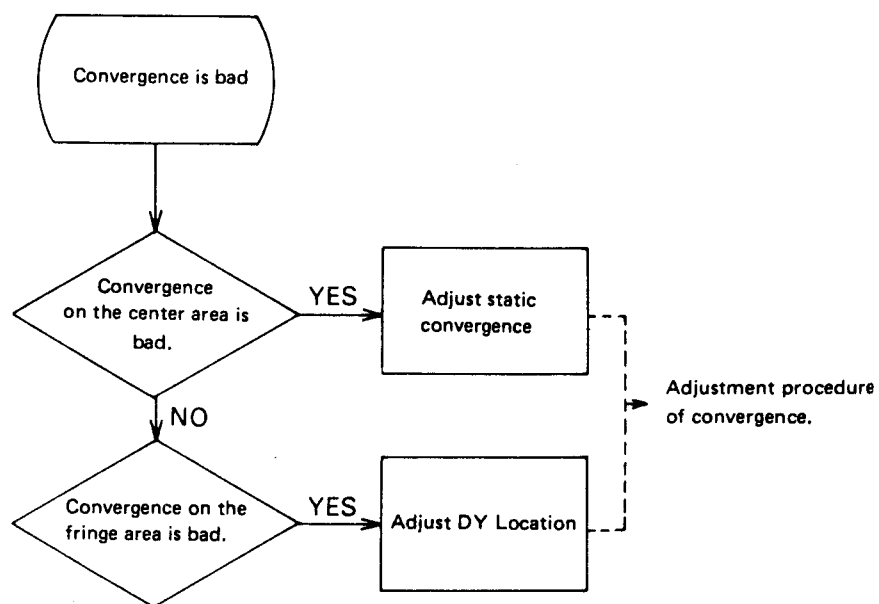 Convergence is bad
Convergence
on the center area is
bad.
YES
Adjust static
convergence
Adjustment procedure
of convergence.
NO
Convergence on the
fringe area is bad.
YES
Adjust DY Location